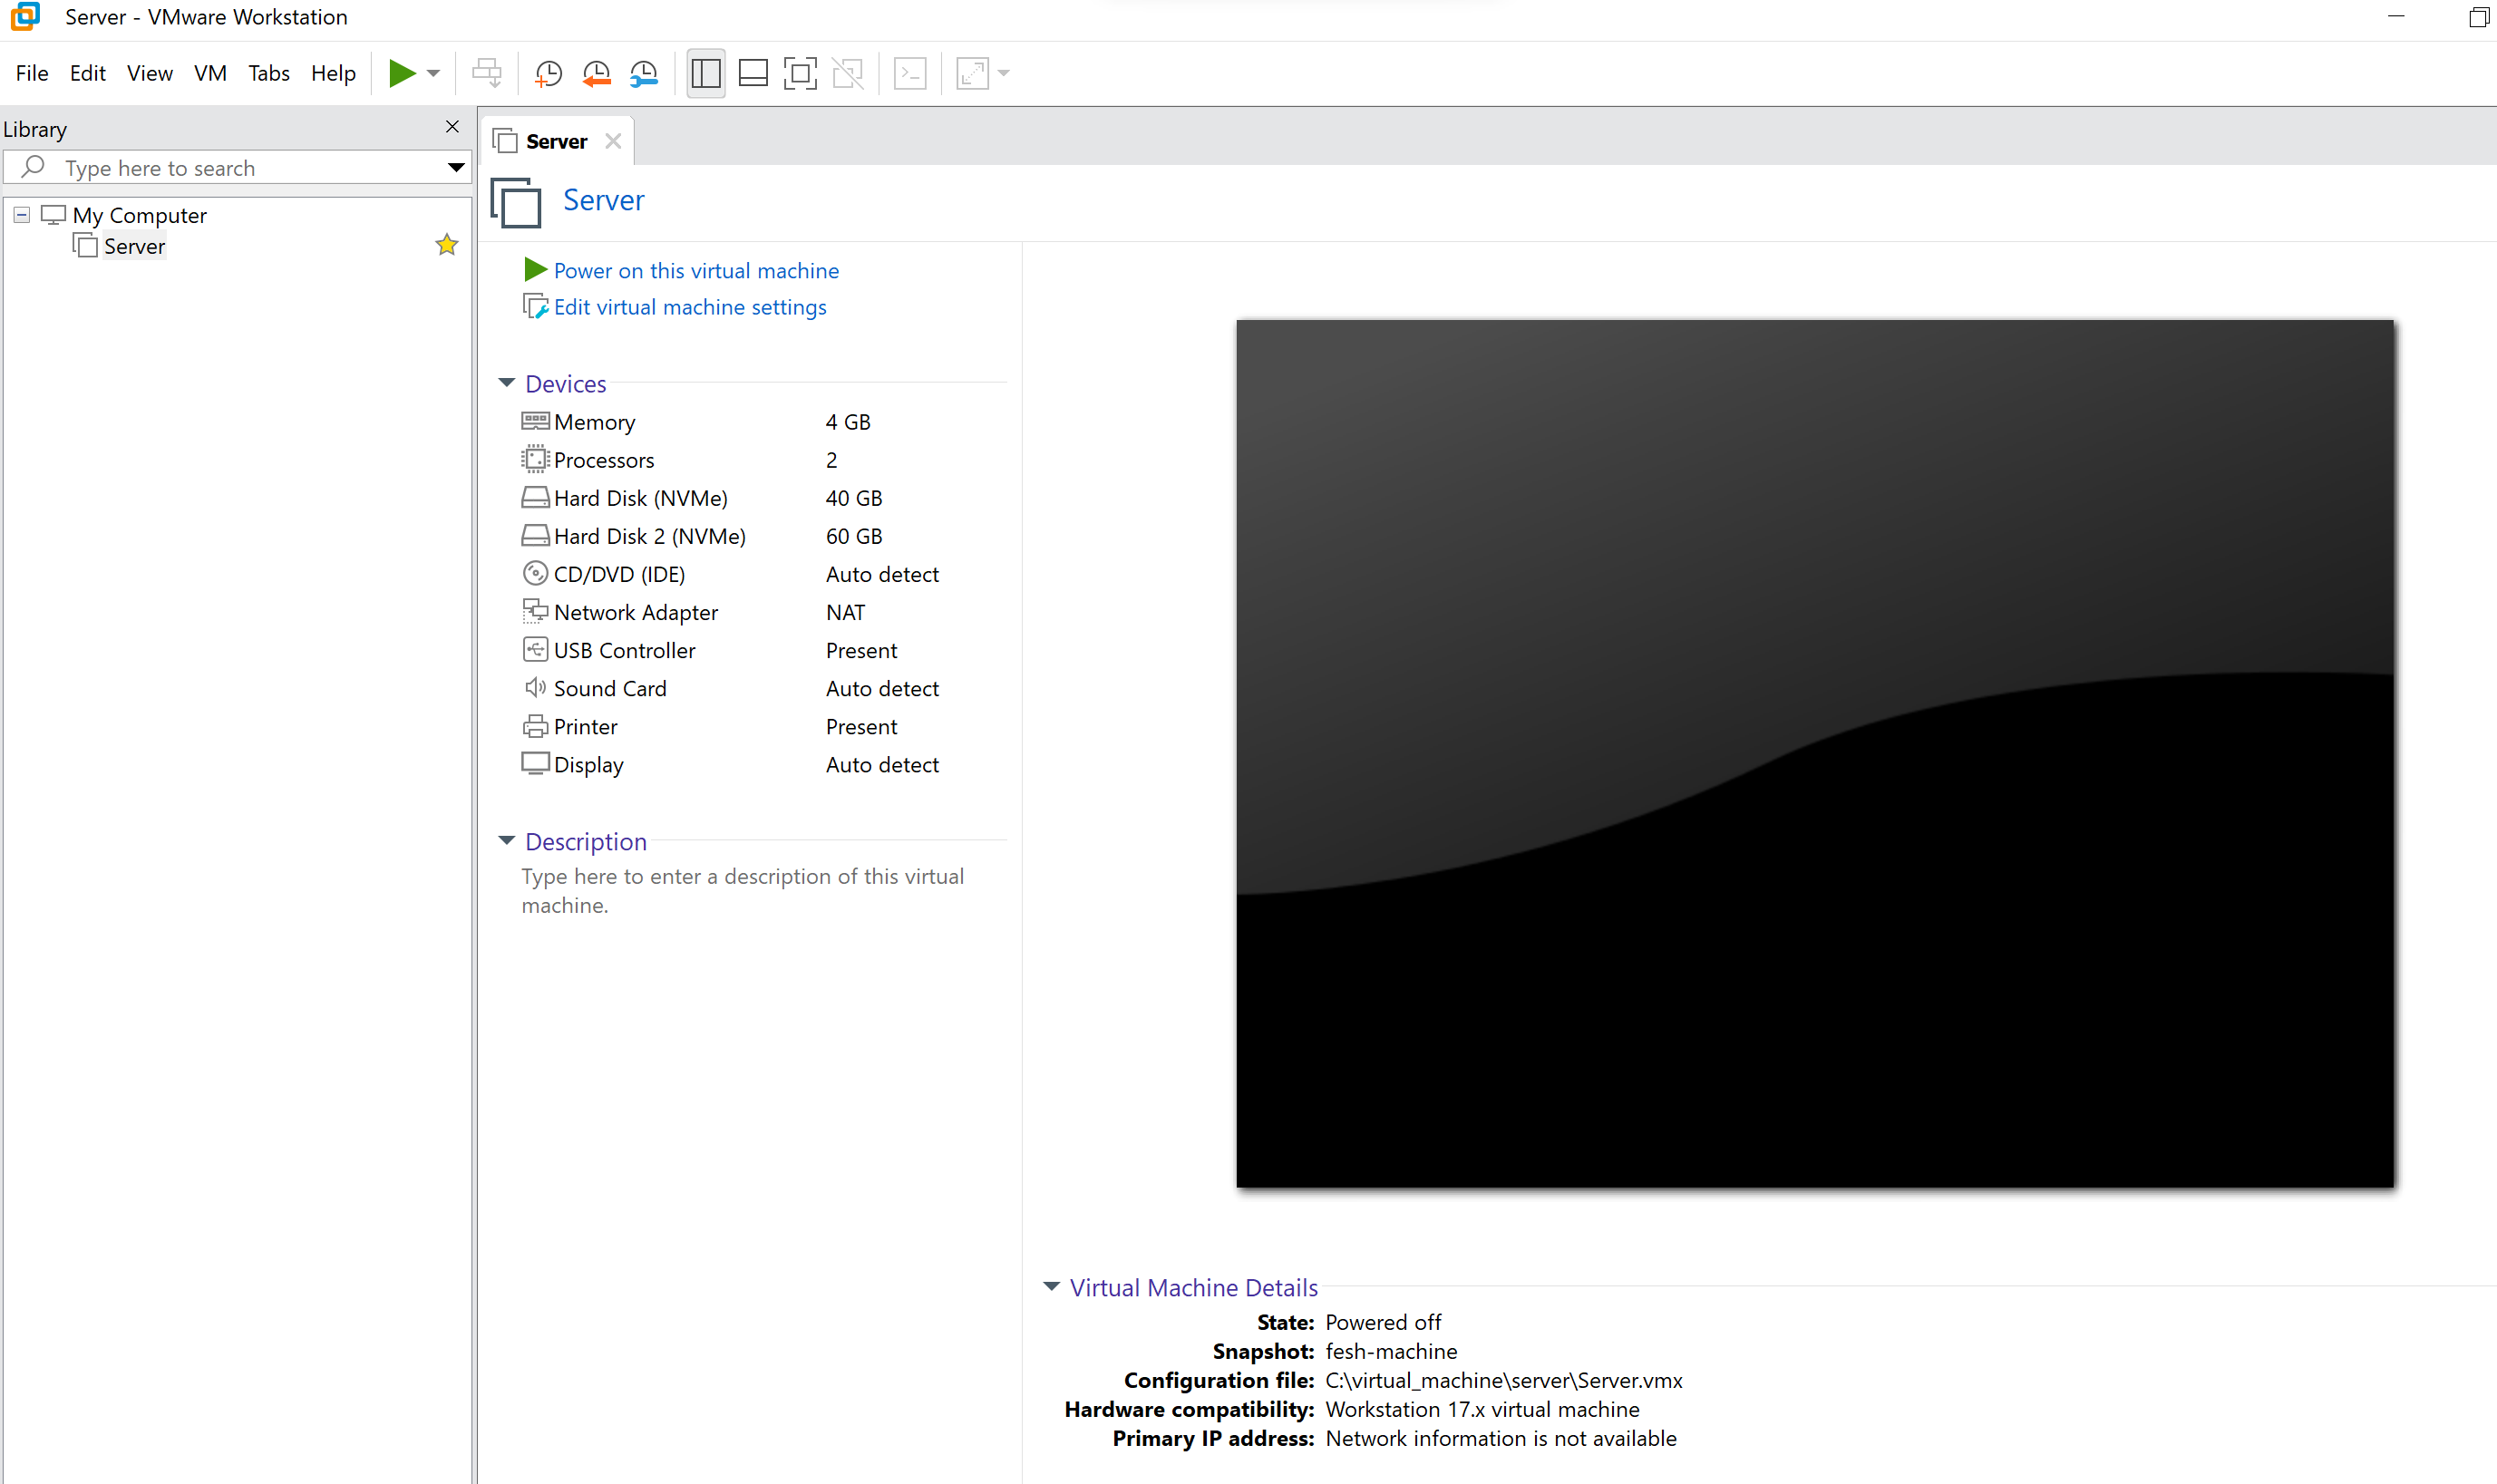 Server - VMware Workstation
File Edit View VM Tabs Help
Library
Type here to search
My Computer
Server
Server
Server
Power on this virtual machine
Edit virtual machine settings
Devices
Memory 4 GB
Processors 2
Hard Disk (NVMe) 40 GB
Hard Disk 2 (NVMe) 60 GB
CD/DVD (IDE) Auto detect
Network Adapter NAT
USB Controller Present
Sound Card Auto detect
Printer Present
Display Auto detect
Description
Type here to enter a description of this virtual
machine.
Virtual Machine Details
State: Powered off
Snapshot: fesh-machine
Configuration file: C:\virtual_machine\server\Server.vmx
Hardware compatibility: Workstation 17.x virtual machine
Primary IP address: Network information is not available